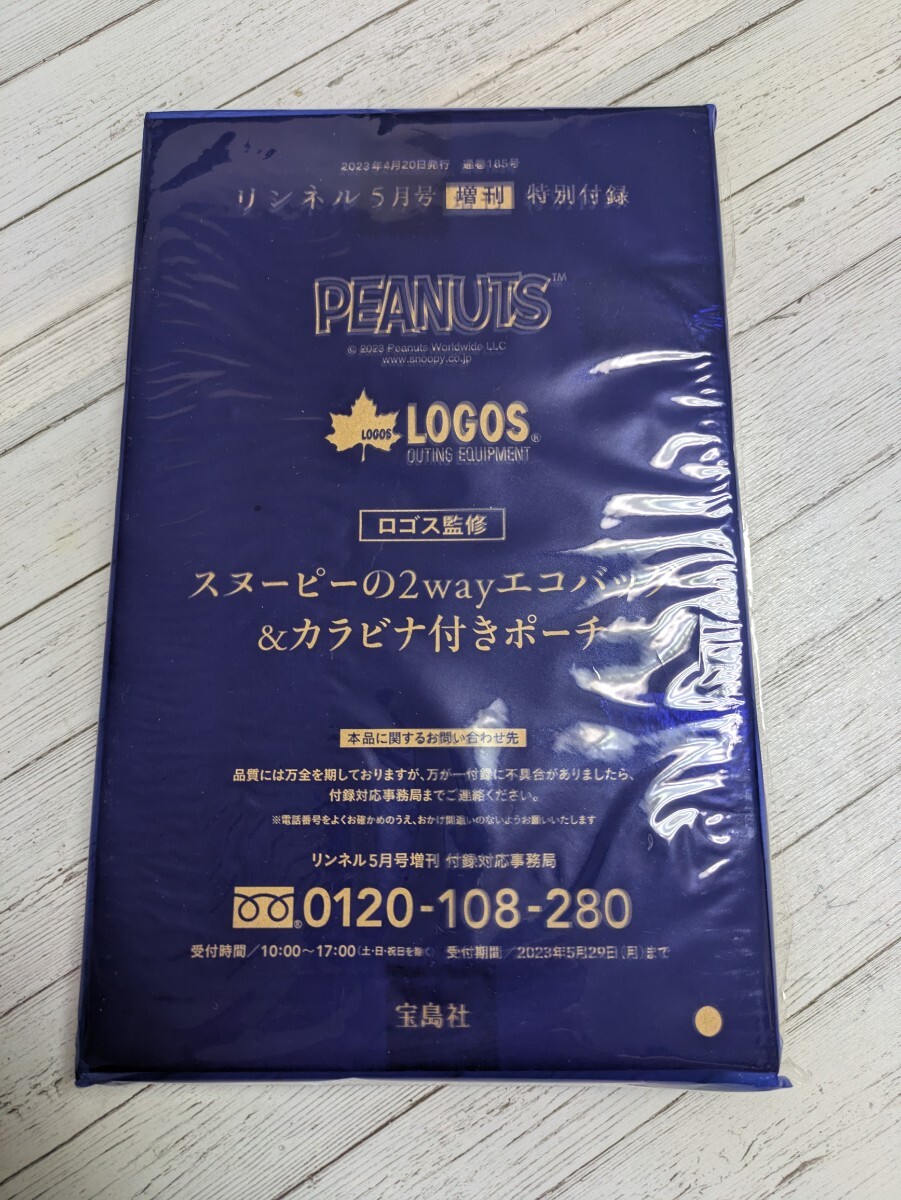 2023年4月20日発行 通巻185号
リンネル5月号 増刊 特別付録
PEANUTS™
© 2023 Peanuts Worldwide LLC
www.snoopy.co.jp
LOGOS LOGOS®
OUTING EQUIPMENT
ロゴス監修
スヌーピーの2wayエコバッグ
&カラビナ付きポーチ
本品に関するお問い合わせ先
品質には万全を期しておりますが、万が一付録に不具合がありましたら、
付録対応事務局までご連絡ください。
※電話番号をよくお確かめのうえ、おかけ間違いのないようお願いいたします
リンネル5月号増刊 付録対応事務局
®0120-108-280
受付時間/10:00~17:00(土・日・祝日を除く) 受付期間/2023年5月29日(月)まで
宝島社